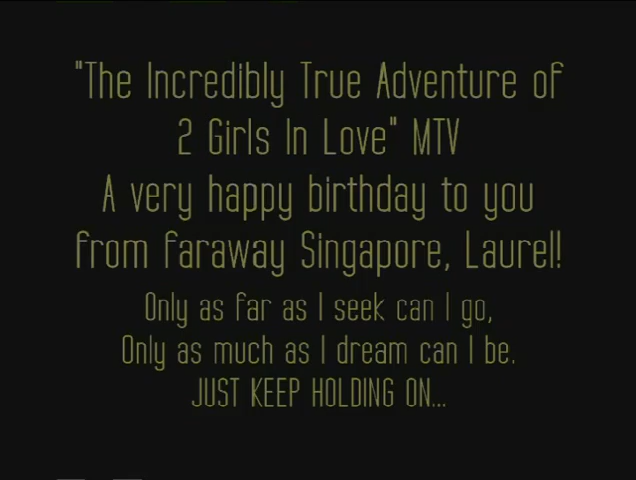 "The Incredibly True Adventure of
2 Girls In Love" MTV
A very happy birthday to you
from faraway Singapore, Laurel!
Only as far as I seek can I go,
Only as much as I dream can I be.
JUST KEEP HOLDING ON...